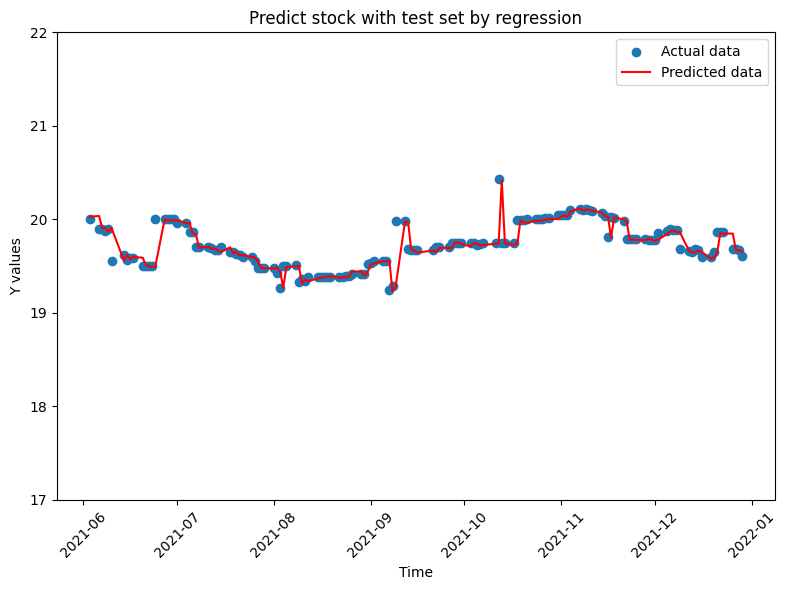 Predict stock with test set by regression
Actual data
Predicted data
Y values
22
21
20
19
18
17
2021-06
2021-07
2021-08
2021-09
2021-10
2021-11
2021-12
2022-01
Time